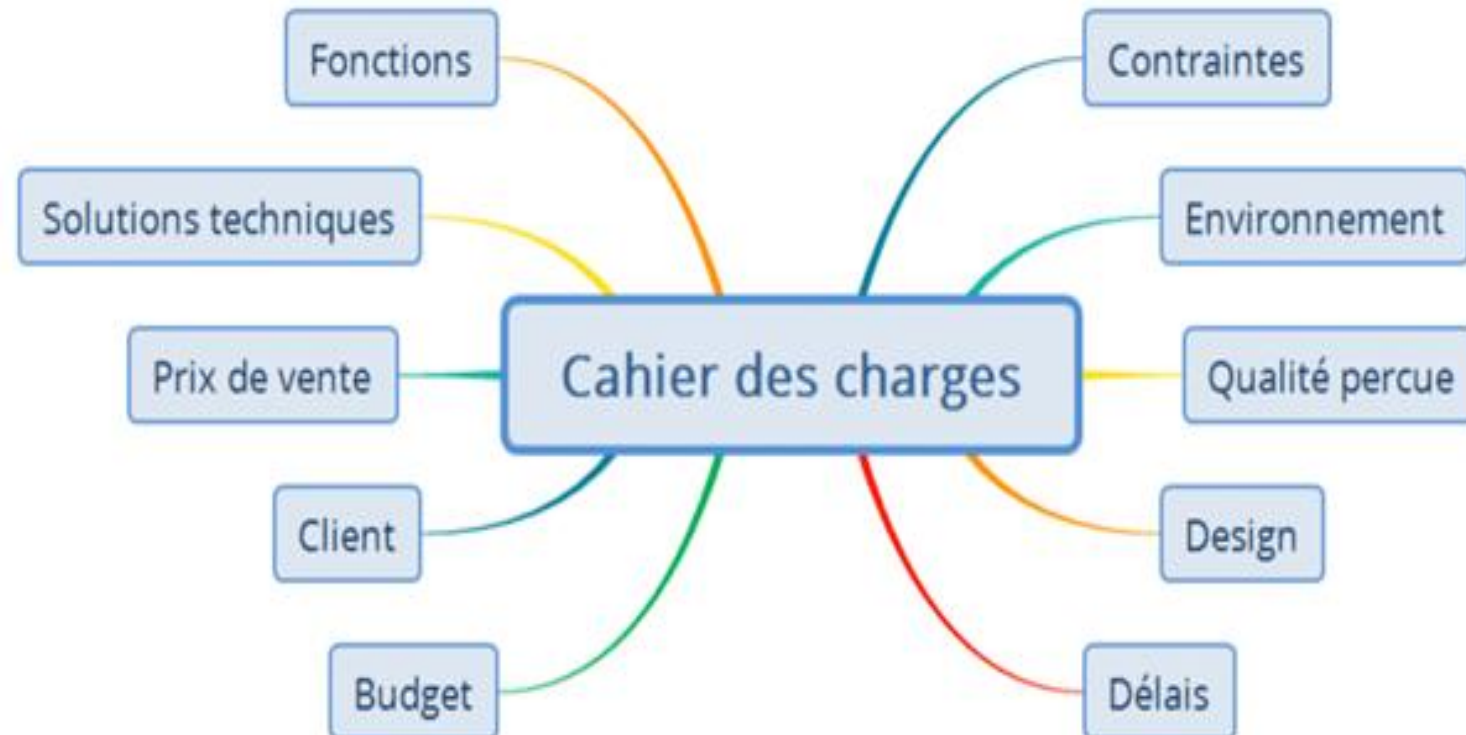 Fonctions
Contraintes
Solutions techniques
Environnement
Cahier des charges
Prix de vente
Qualité percue
Client
Design
Budget
Délais